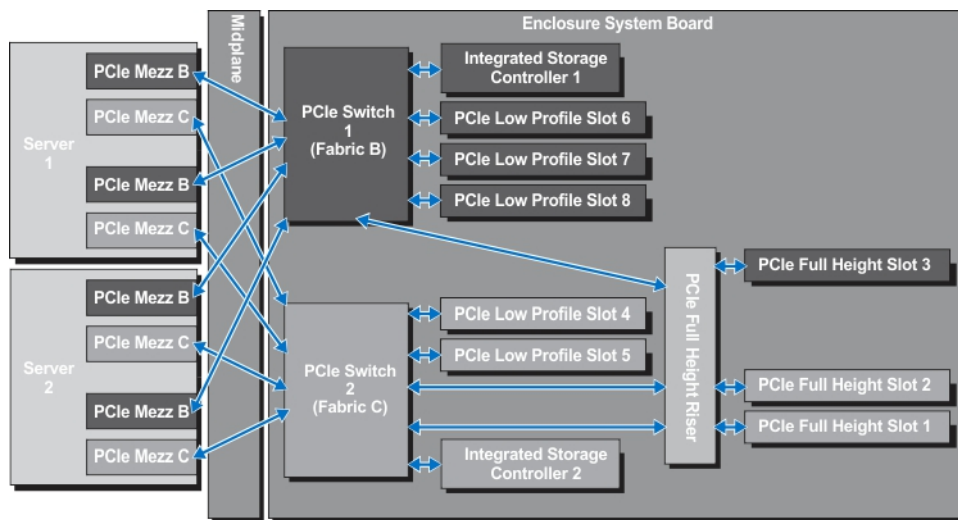 Midplane
Enclosure System Board
Server
1
PCIe Mezz B
PCIe Mezz C
PCIe Mezz B
PCIe Mezz C
Server
2
PCIe Mezz B
PCIe Mezz C
PCIe Mezz B
PCIe Mezz C
PCIe Switch
1
(Fabric B)
Integrated Storage
Controller 1
PCIe Low Profile Slot 6
PCIe Low Profile Slot 7
PCIe Low Profile Slot 8
PCIe Switch
2
(Fabric C)
PCIe Low Profile Slot 4
PCIe Low Profile Slot 5
Integrated Storage
Controller 2
PCIe Full Height Riser
PCIe Full Height Slot 3
PCIe Full Height Slot 2
PCIe Full Height Slot 1